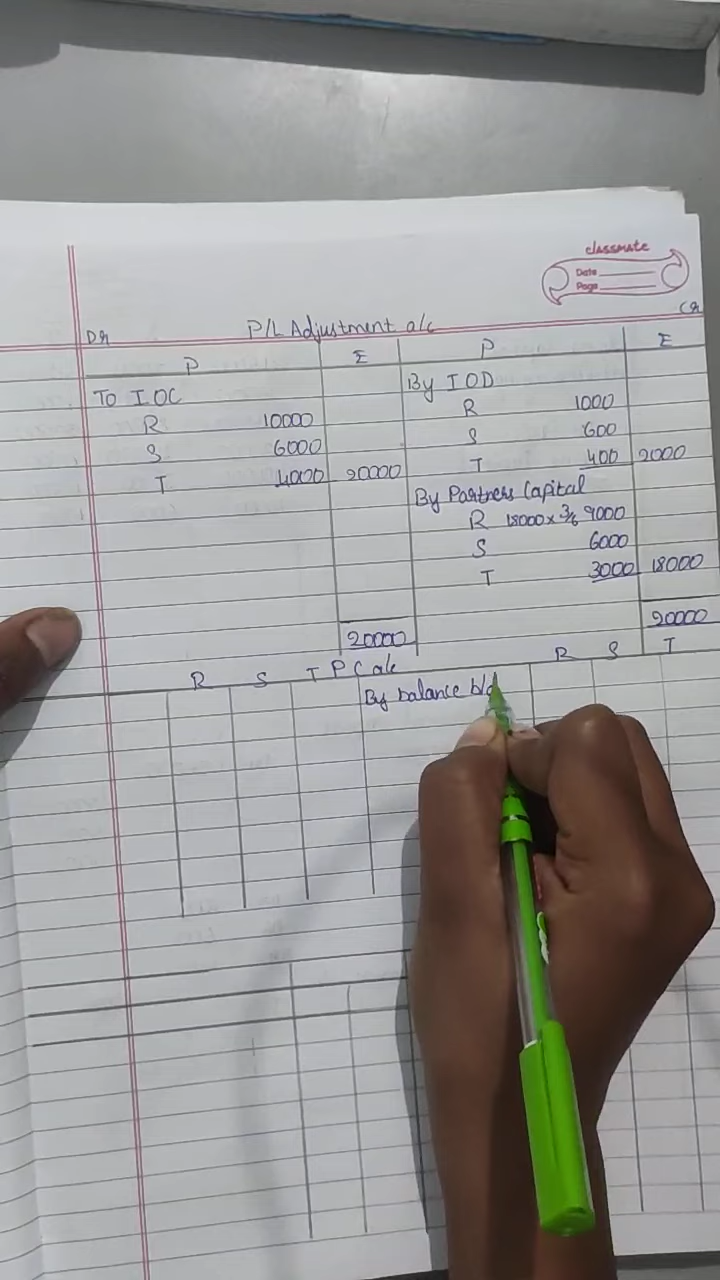 classmate
Date
Page
Dr P/L Adjustment a/c Cr
P Σ P Σ
To IOC By IOD
R 10000 R 1000
S 6000 S 600
T 4000 20000 T 400 2000
By Partners Capital
R 18000 x 3/6 9000
S 6000
T 3000 18000
20000 20000
R S T P C a/c R S T
By balance b/d